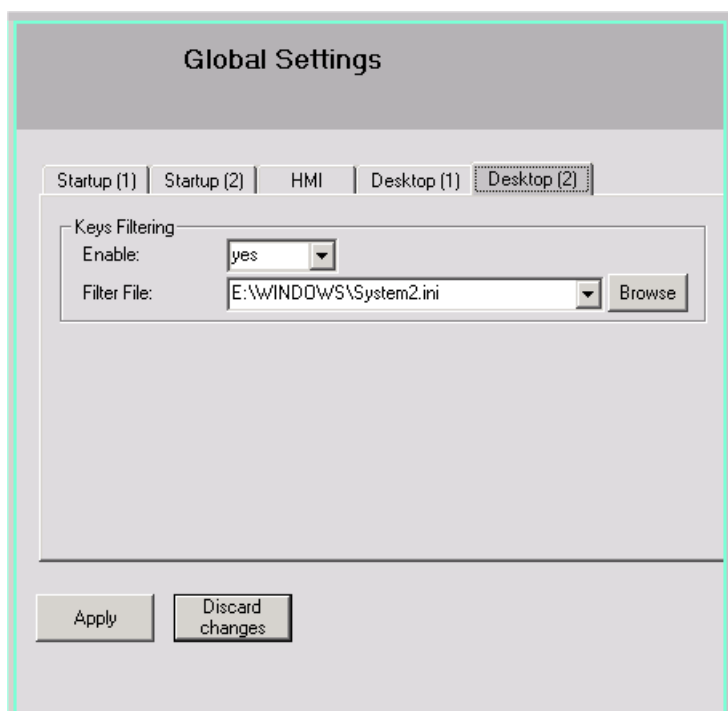 Global Settings
Startup (1) Startup (2) HMI Desktop (1) Desktop (2)
Keys Filtering
Enable: yes
Filter File: E:\WINDOWS\System2.ini Browse
Apply Discard
changes